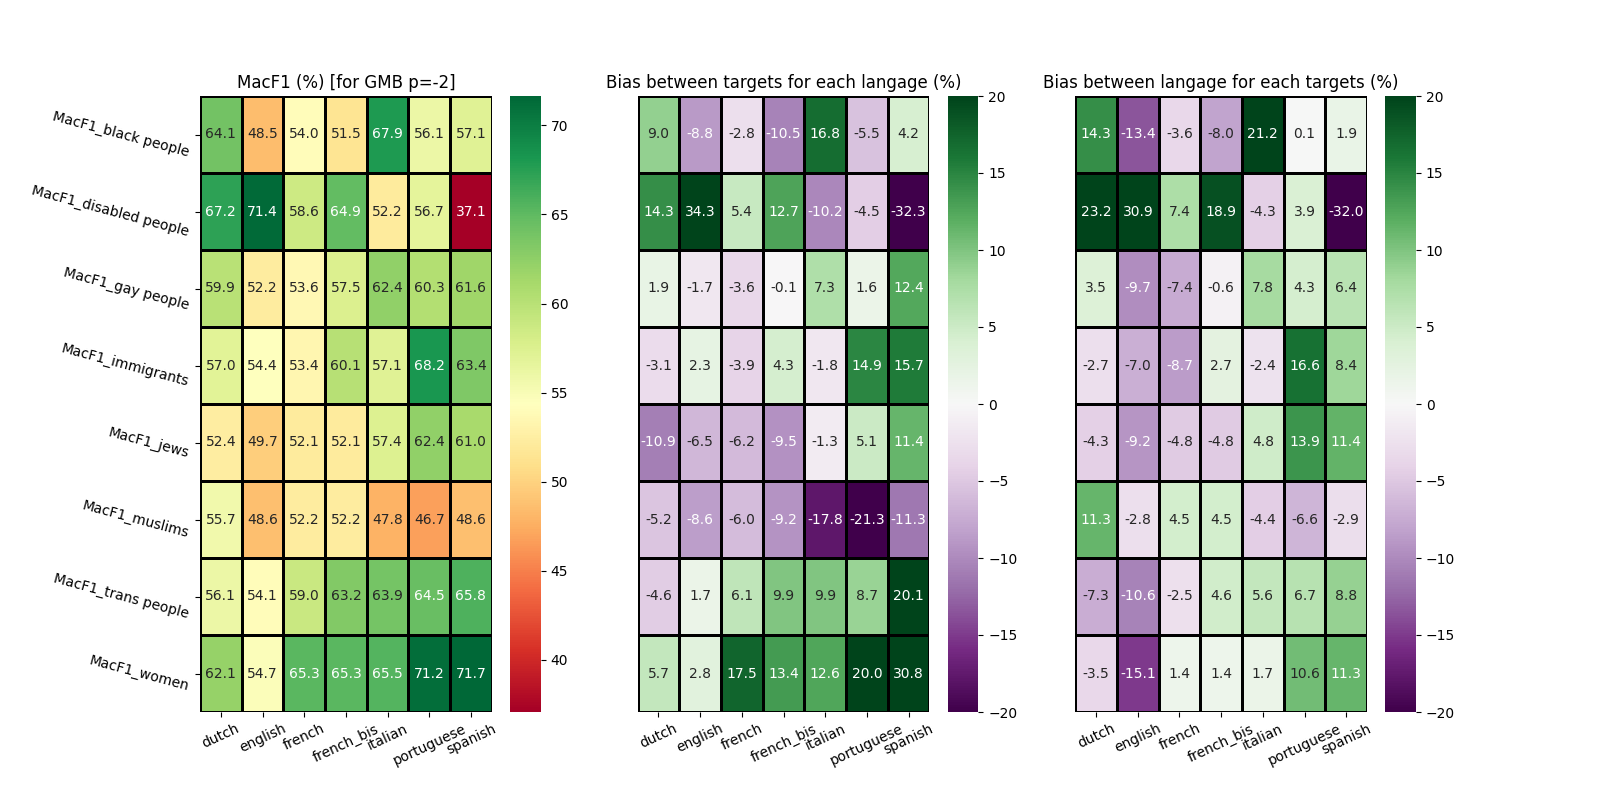 MacF1 (%) [for GMB p=-2]
MacF1_black people 64.1 48.5 54.0 51.5 67.9 56.1 57.1
MacF1_disabled people 67.2 71.4 58.6 64.9 52.2 56.7 37.1
MacF1_gay people 59.9 52.2 53.6 57.5 62.4 60.3 61.6
MacF1_immigrants 57.0 54.4 53.4 60.1 57.1 68.2 63.4
MacF1_jews 52.4 49.7 52.1 52.1 57.4 62.4 61.0
MacF1_muslims 55.7 48.6 52.2 52.2 47.8 46.7 48.6
MacF1_trans people 56.1 54.1 59.0 63.2 63.9 64.5 65.8
MacF1_women 62.1 54.7 65.3 65.3 65.5 71.2 71.7
dutch english french french_bis italian portuguese spanish
70
65
60
55
50
45
40
Bias between targets for each langage (%)
9.0 -8.8 -2.8 -10.5 16.8 -5.5 4.2
14.3 34.3 5.4 12.7 -10.2 -4.5 -32.3
1.9 -1.7 -3.6 -0.1 7.3 1.6 12.4
-3.1 2.3 -3.9 4.3 -1.8 14.9 15.7
-10.9 -6.5 -6.2 -9.5 -1.3 5.1 11.4
-5.2 -8.6 -6.0 -9.2 -17.8 -21.3 -11.3
-4.6 1.7 6.1 9.9 9.9 8.7 20.1
5.7 2.8 17.5 13.4 12.6 20.0 30.8
dutch english french french_bis italian portuguese spanish
20
15
10
5
0
−5
−10
−15
−20
Bias between langage for each targets (%)
14.3 -13.4 -3.6 -8.0 21.2 0.1 1.9
23.2 30.9 7.4 18.9 -4.3 3.9 -32.0
3.5 -9.7 -7.4 -0.6 7.8 4.3 6.4
-2.7 -7.0 -8.7 2.7 -2.4 16.6 8.4
-4.3 -9.2 -4.8 -4.8 4.8 13.9 11.4
11.3 -2.8 4.5 4.5 -4.4 -6.6 -2.9
-7.3 -10.6 -2.5 4.6 5.6 6.7 8.8
-3.5 -15.1 1.4 1.4 1.7 10.6 11.3
dutch english french french_bis italian portuguese spanish
20
15
10
5
0
−5
−10
−15
−20